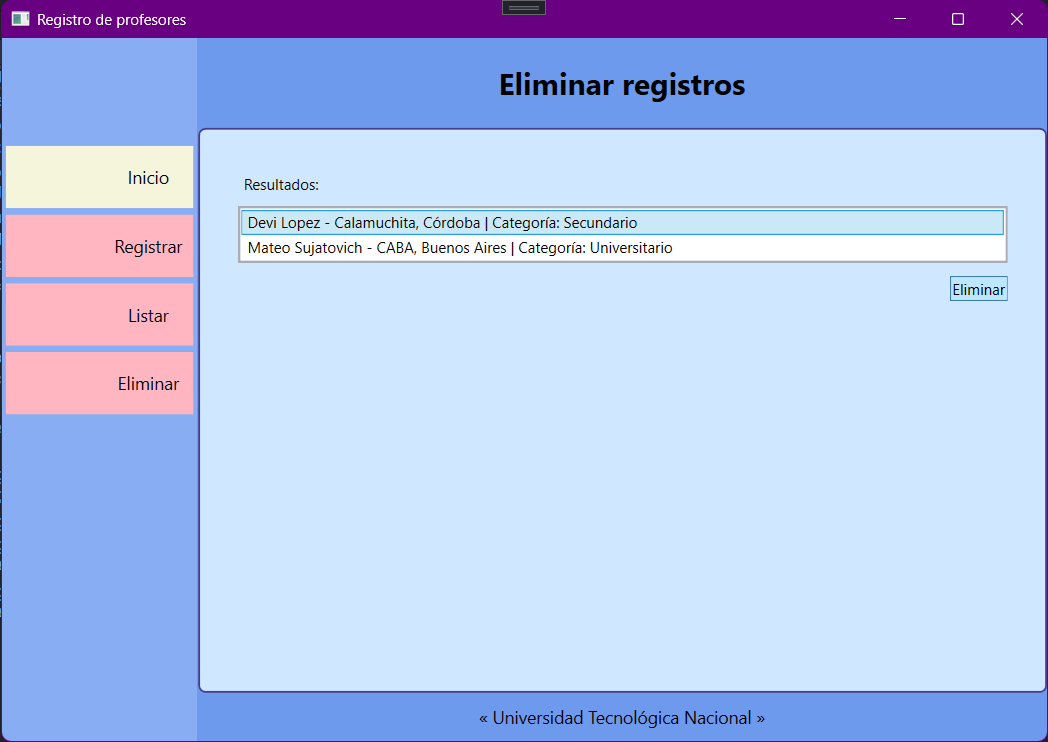 Registro de profesores
Eliminar registros
Inicio
Registrar
Listar
Eliminar
Resultados:
Devi Lopez - Calamuchita, Córdoba | Categoría: Secundario
Mateo Sujatovich - CABA, Buenos Aires | Categoría: Universitario
Eliminar
« Universidad Tecnológica Nacional »